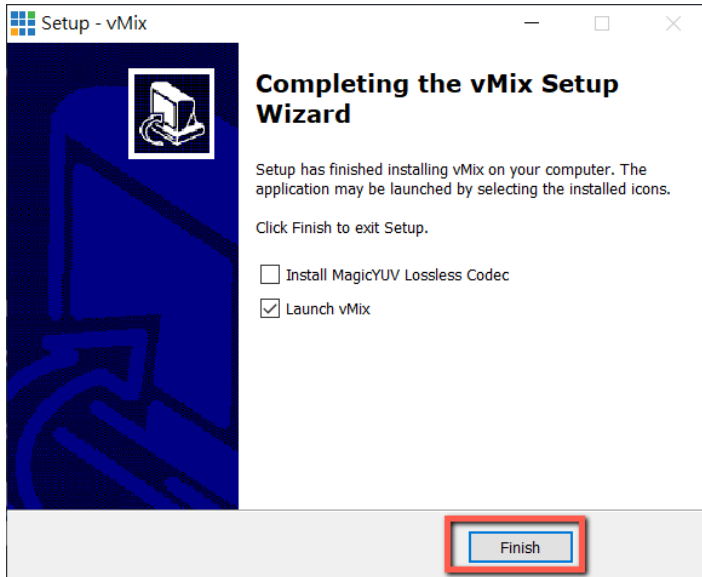 Setup - vMix
Completing the vMix Setup
Wizard
Setup has finished installing vMix on your computer. The
application may be launched by selecting the installed icons.
Click Finish to exit Setup.
Install MagicYUV Lossless Codec
Launch vMix
Finish